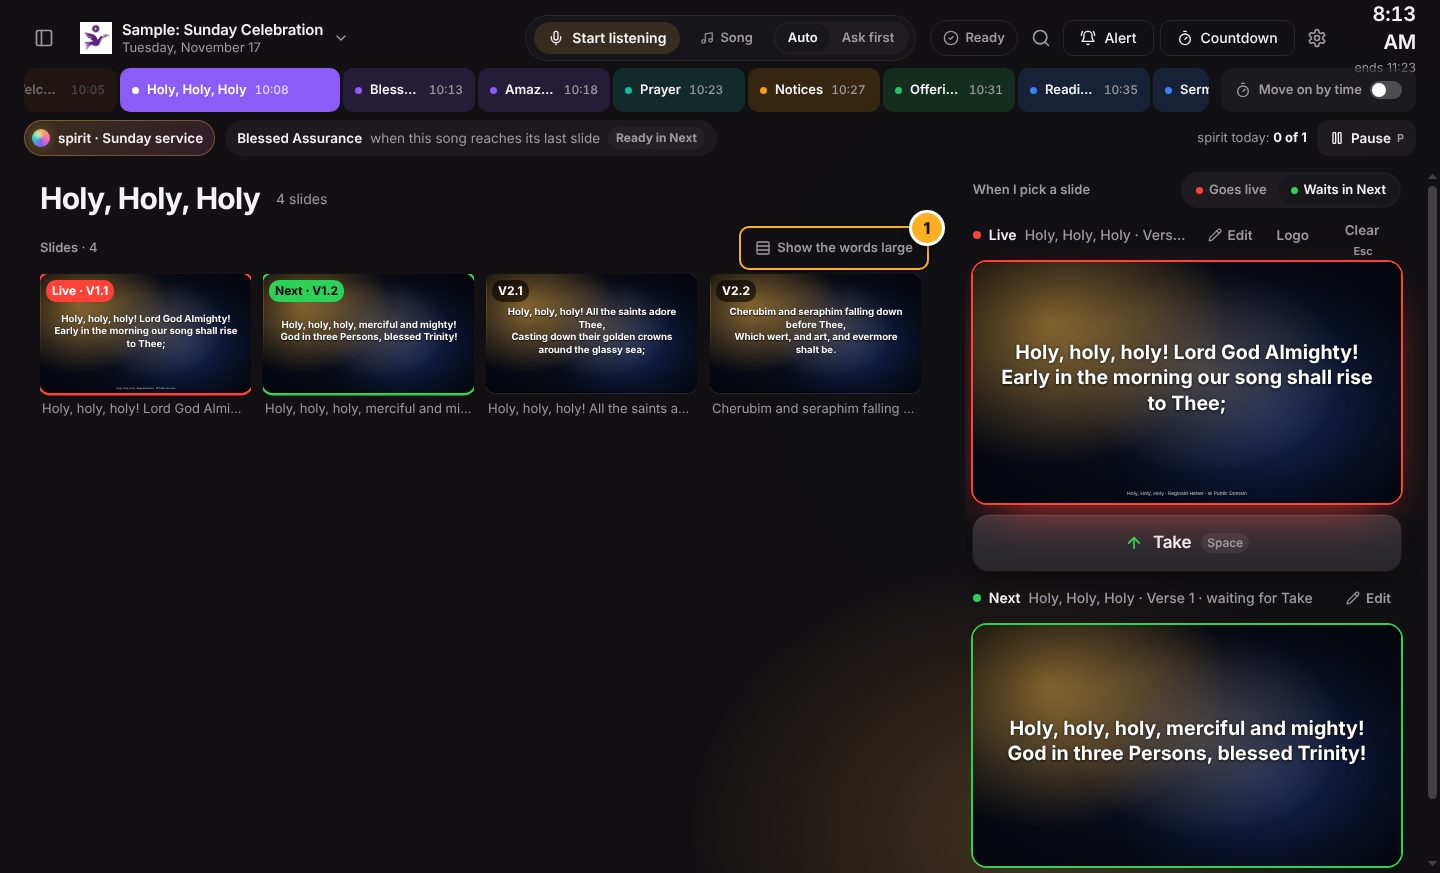 Sample: Sunday Celebration
Tuesday, November 17
Start listening
Song
Auto
Ask first
Ready
Alert
Countdown
8:13
AM
ends 11:23
elc...
10:05
Holy, Holy, Holy 10:08
Bless... 10:13
Amaz... 10:18
Prayer 10:23
Notices 10:27
Offeri... 10:31
Readi... 10:35
Serm
Move on by time
spirit · Sunday service
Blessed Assurance when this song reaches its last slide Ready in Next
spirit today: 0 of 1
Pause P
Holy, Holy, Holy 4 slides
When I pick a slide
Goes live
Waits in Next
Slides · 4
1
Show the words large
Live · V1.1
Holy, holy, holy! Lord God Almighty!
Early in the morning our song shall rise
to Thee;
Holy, holy, holy! Lord God Almi...
Next · V1.2
Holy, holy, holy, merciful and mighty!
God in three Persons, blessed Trinity!
Holy, holy, holy, merciful and mi...
V2.1
Holy, holy, holy! All the saints adore
Thee,
Casting down their golden crowns
around the glassy sea;
Holy, holy, holy! All the saints a...
V2.2
Cherubim and seraphim falling down
before Thee,
Which wert, and art, and evermore
shalt be.
Cherubim and seraphim falling ...
Live Holy, Holy, Holy · Vers...
Edit
Logo
Clear
Esc
Holy, holy, holy! Lord God Almighty!
Early in the morning our song shall rise
to Thee;
Holy, Holy, Holy · Reginald Heber · © Public Domain
Take Space
Next Holy, Holy, Holy · Verse 1 · waiting for Take
Edit
Holy, holy, holy, merciful and mighty!
God in three Persons, blessed Trinity!